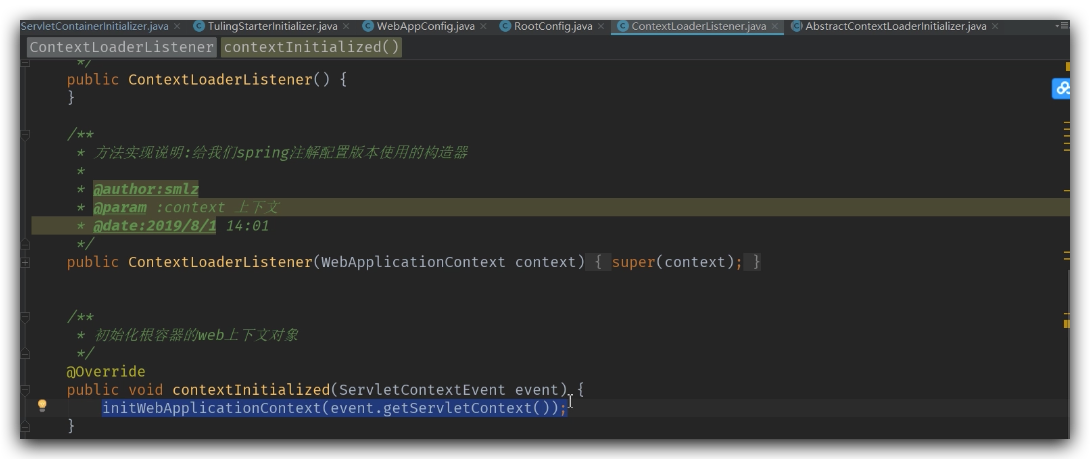 ServletContainerInitializer.java × TulingStarterInitializer.java × WebAppConfig.java × RootConfig.java × ContextLoaderListener.java × AbstractContextLoaderInitializer.java ×
ContextLoaderListener contextInitialized()
*/
public ContextLoaderListener() {
}
/**
* 方法实现说明:给我们spring注解配置版本使用的构造器
*
* @author:smlz
* @param :context 上下文
* @date:2019/8/1 14:01
*/
public ContextLoaderListener(WebApplicationContext context) { super(context); }
/**
* 初始化根容器的web上下文对象
*/
@Override
public void contextInitialized(ServletContextEvent event) {
initWebApplicationContext(event.getServletContext());
}